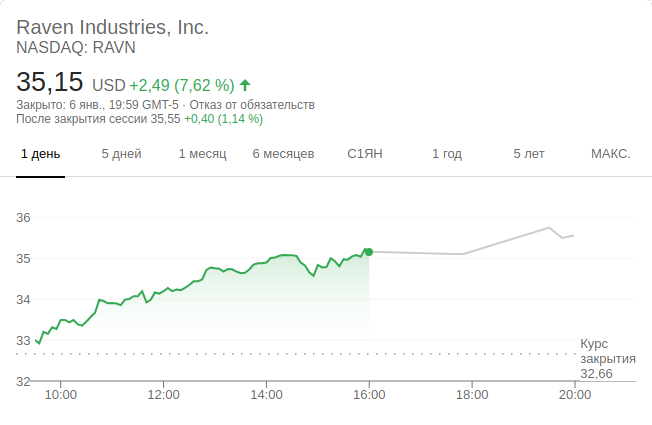 Raven Industries, Inc.
NASDAQ: RAVN
35,15 USD +2,49 (7,62 %)
Закрыто: 6 янв., 19:59 GMT-5 · Отказ от обязательств
После закрытия сессии 35,55 +0,40 (1,14 %)
1 день 5 дней 1 месяц 6 месяцев С1ЯН 1 год 5 лет МАКС.
36
35
34
33
Курс
закрытия
32,66
32
10:00 12:00 14:00 16:00 18:00 20:00